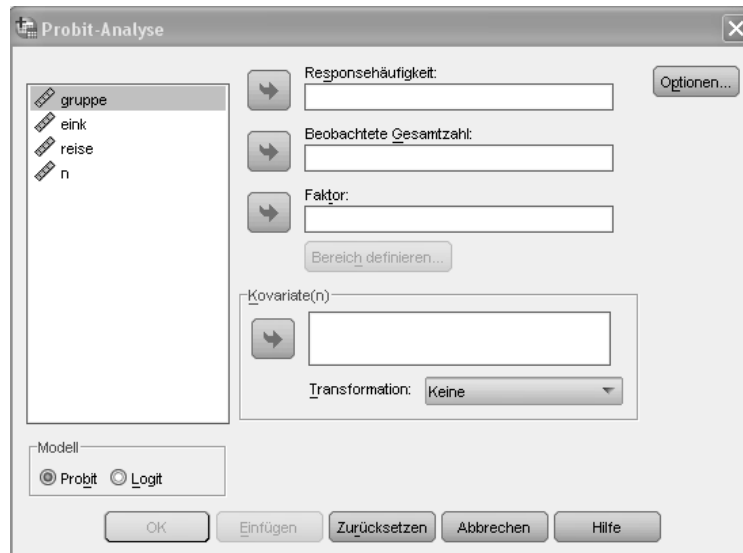 Probit-Analyse
gruppe
eink
reise
n
Responsehäufigkeit:
Beobachtete Gesamtzahl:
Faktor:
Bereich definieren...
Kovariate(n)
Transformation: Keine
Optionen...
Modell
Probit Logit
OK Einfügen Zurücksetzen Abbrechen Hilfe